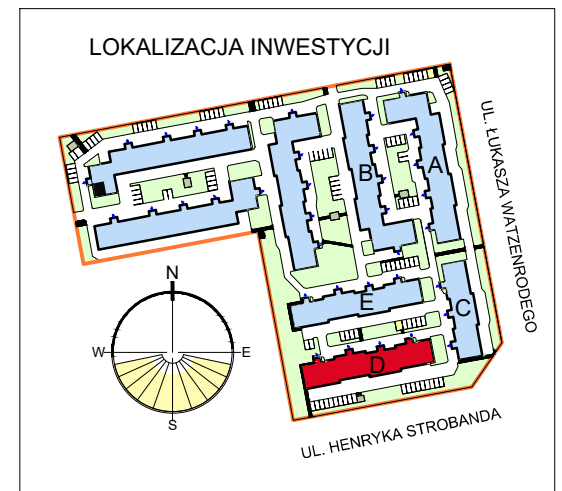 LOKALIZACJA INWESTYCJI
UL. ŁUKASZA WATZENRODEGO
A
B
N
W
E
S
E
C
D
UL. HENRYKA STROBANDA